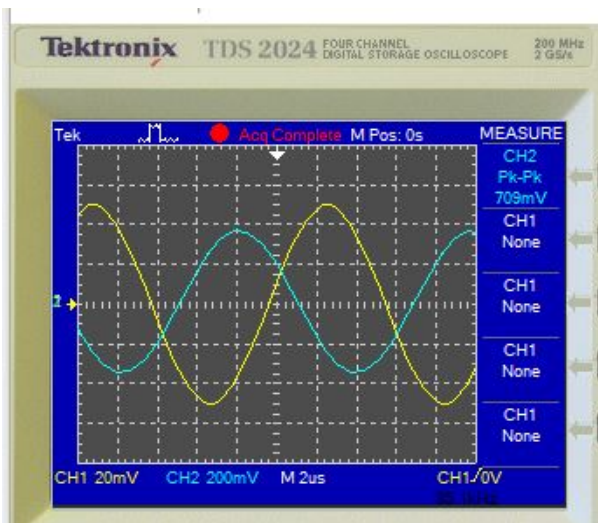 Tektronix TDS 2024 FOUR CHANNEL DIGITAL STORAGE OSCILLOSCOPE 200 MHz 2 GS/s
Tek Acq Complete M Pos: 0s MEASURE
CH2
Pk-Pk
709mV
CH1
None
CH1
None
CH1
None
CH1
None
CH1 20mV CH2 200mV M 2us CH1 0V